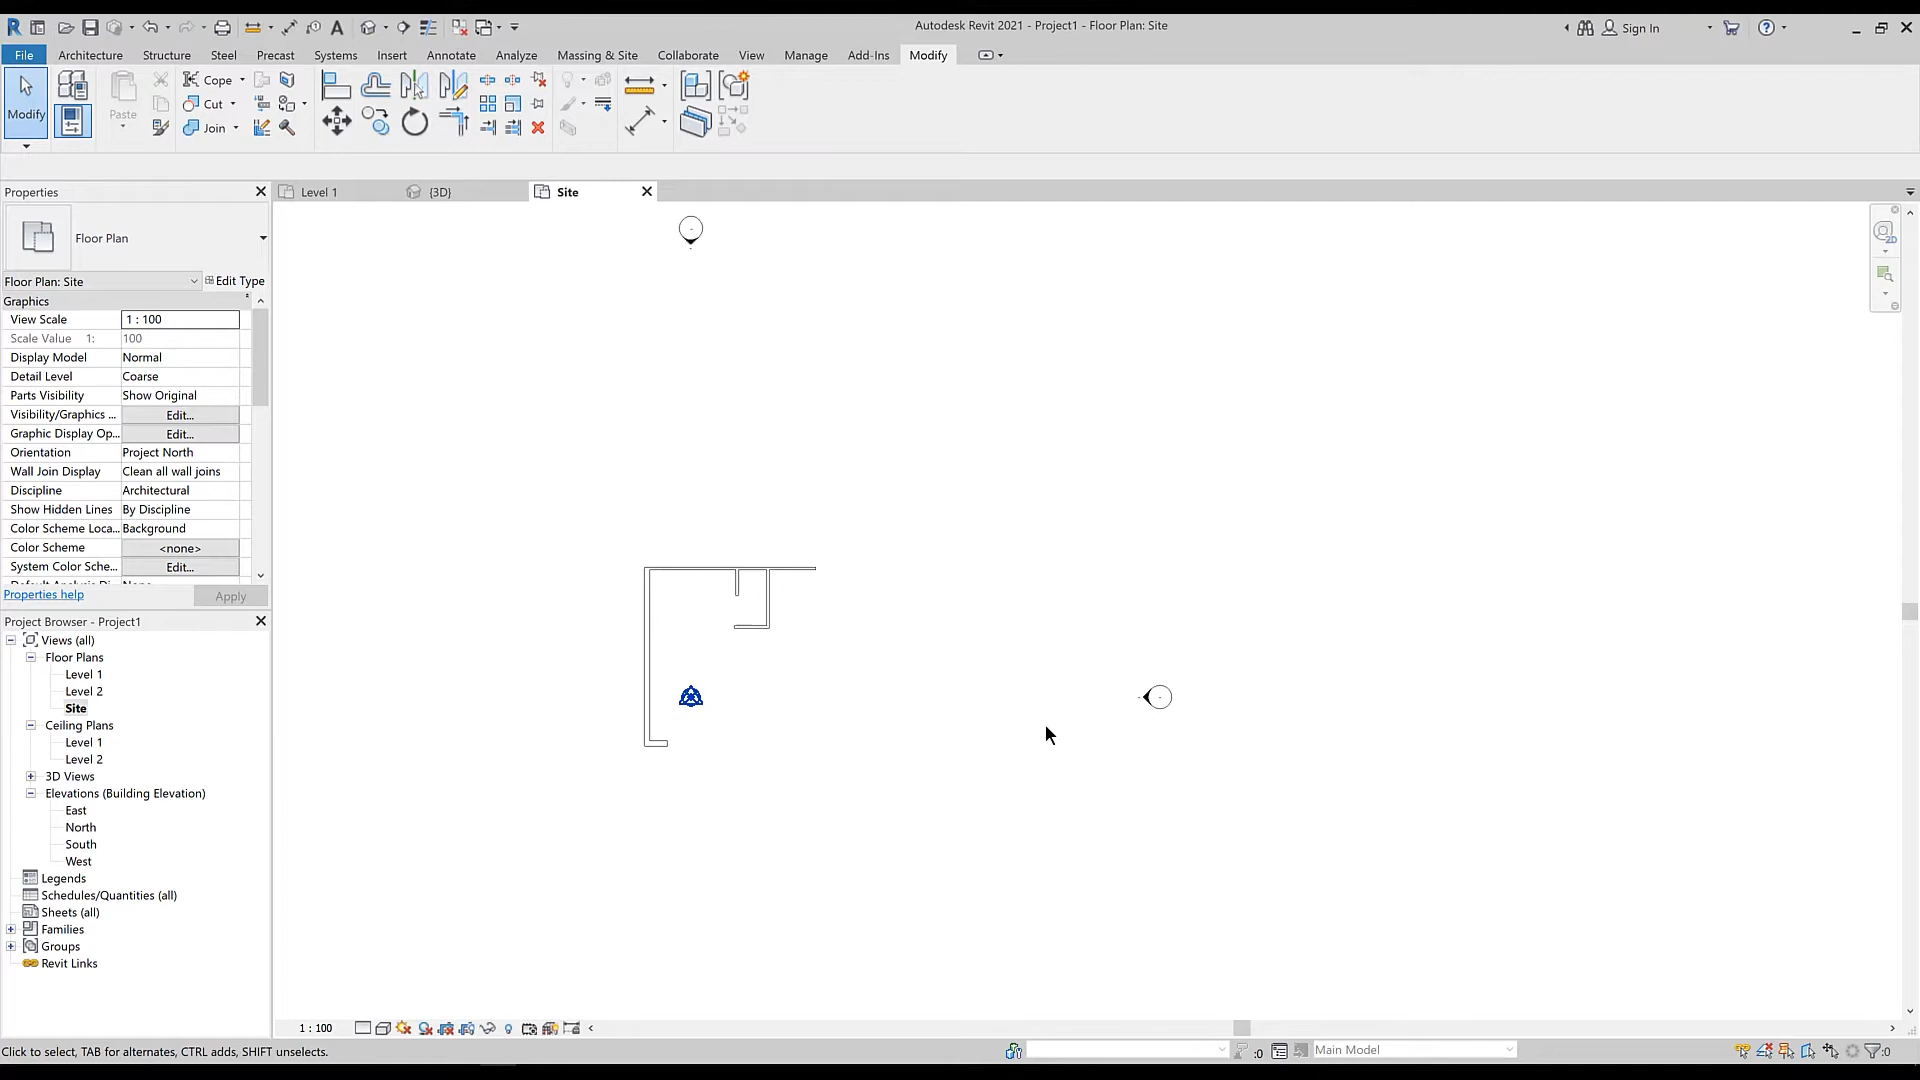 Autodesk Revit 2021 - Project1 - Floor Plan: Site
Sign In
File Architecture Structure Steel Precast Systems Insert Annotate Analyze Massing & Site Collaborate View Manage Add-Ins Modify
Modify
Paste
Cope
Cut
Join
Properties
Level 1
{3D}
Site
Floor Plan
Floor Plan: Site
Edit Type
Graphics
View Scale 1 : 100
Scale Value 1: 100
Display Model Normal
Detail Level Coarse
Parts Visibility Show Original
Visibility/Graphics ... Edit...
Graphic Display Op... Edit...
Orientation Project North
Wall Join Display Clean all wall joins
Discipline Architectural
Show Hidden Lines By Discipline
Color Scheme Loca... Background
Color Scheme <none>
System Color Sche... Edit...
Properties help
Apply
Project Browser - Project1
Views (all)
Floor Plans
Level 1
Level 2
Site
Ceiling Plans
Level 1
Level 2
3D Views
Elevations (Building Elevation)
East
North
South
West
Legends
Schedules/Quantities (all)
Sheets (all)
Families
Groups
Revit Links
2D
1 : 100
Click to select, TAB for alternates, CTRL adds, SHIFT unselects.
:0
Main Model
:0